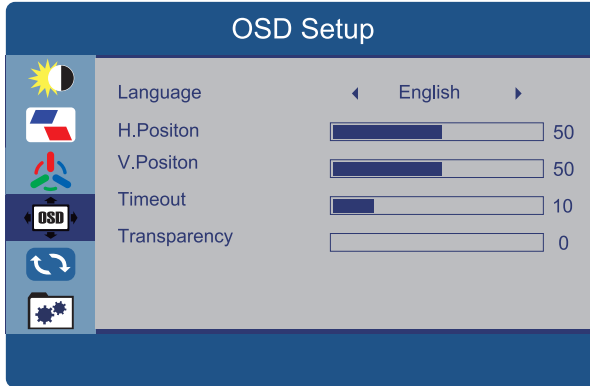 OSD Setup
Language English
H.Positon 50
V.Positon 50
Timeout 10
OSD
Transparency 0